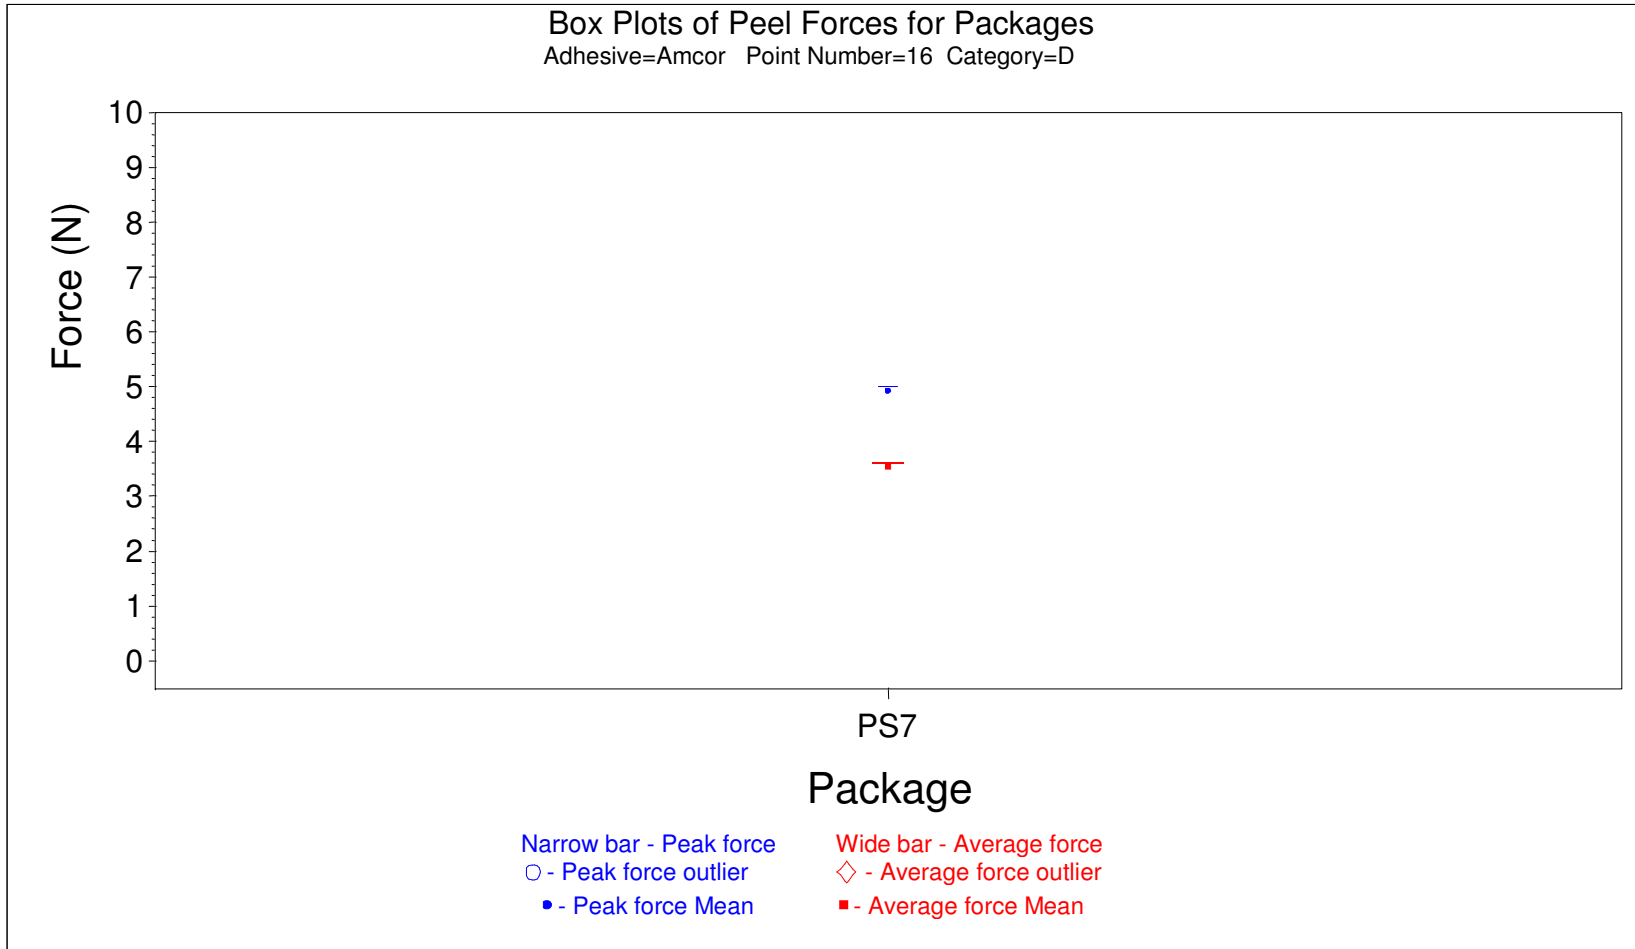 Box Plots of Peel Forces for Packages
Adhesive=Amcor Point Number=16 Category=D
10
9
8
7
6
5
4
3
2
1
0
Force (N)
PS7
Package
Narrow bar - Peak force
- Peak force outlier
- Peak force Mean
Wide bar - Average force
- Average force outlier
- Average force Mean